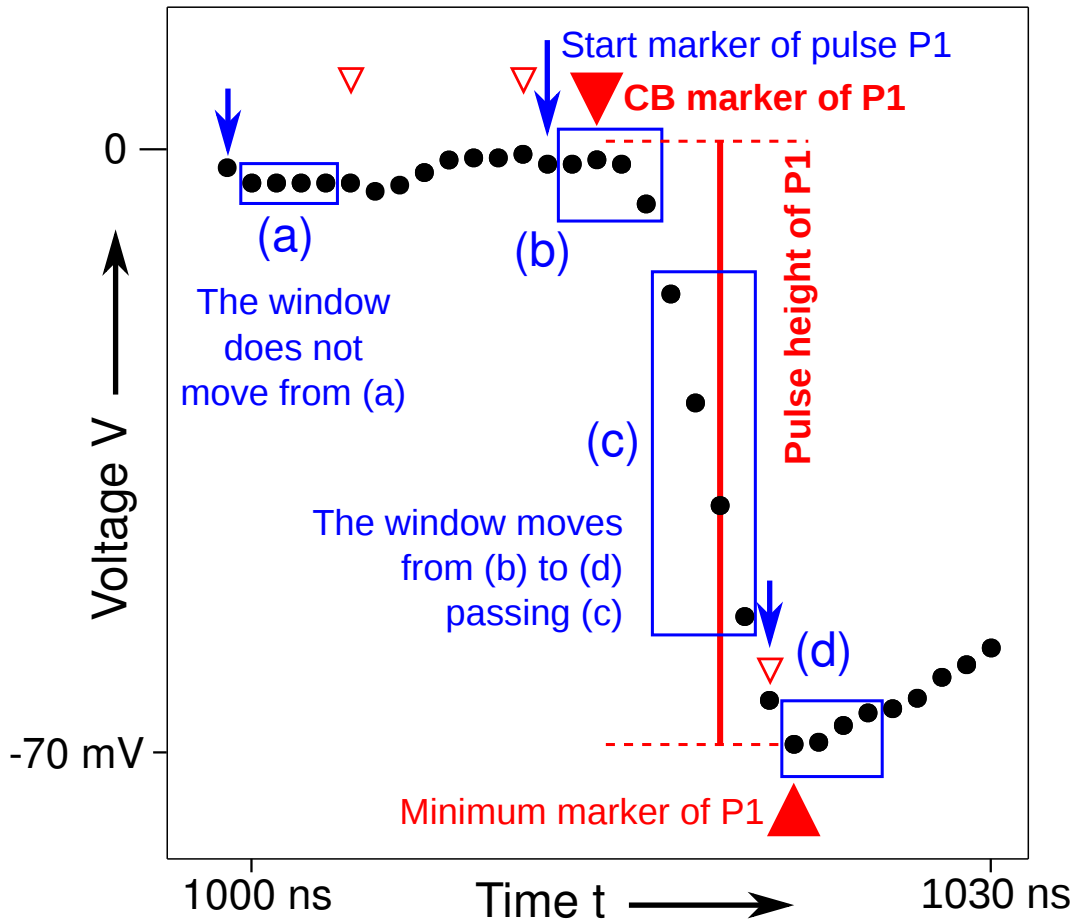 Start marker of pulse P1
CB marker of P1
0
(a)
(b)
Pulse height of P1
The window
does not
move from (a)
(c)
Voltage V
The window moves
from (b) to (d)
passing (c)
(d)
-70 mV
Minimum marker of P1
1000 ns
Time t
1030 ns